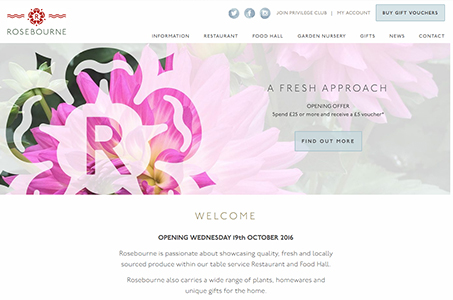 JOIN PRIVILEGE CLUB | MY ACCOUNT BUY GIFT VOUCHERS
R
ROSEBOURNE
INFORMATION RESTAURANT FOOD HALL GARDEN NURSERY GIFTS NEWS CONTACT
R
A FRESH APPROACH
OPENING OFFER
Spend £25 or more and receive a £5 voucher*
FIND OUT MORE
WELCOME
OPENING WEDNESDAY 19th OCTOBER 2016
Rosebourne is passionate about showcasing quality, fresh and locally
sourced produce within our table service Restaurant and Food Hall.
Rosebourne also carries a wide range of plants, homewares and
unique gifts for the home.